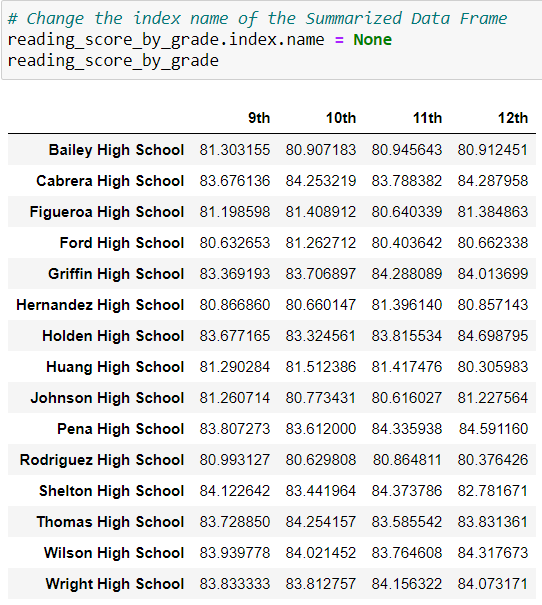 # Change the index name of the Summarized Data Frame
reading_score_by_grade.index.name = None
reading_score_by_grade
9th 10th 11th 12th
Bailey High School 81.303155 80.907183 80.945643 80.912451
Cabrera High School 83.676136 84.253219 83.788382 84.287958
Figueroa High School 81.198598 81.408912 80.640339 81.384863
Ford High School 80.632653 81.262712 80.403642 80.662338
Griffin High School 83.369193 83.706897 84.288089 84.013699
Hernandez High School 80.866860 80.660147 81.396140 80.857143
Holden High School 83.677165 83.324561 83.815534 84.698795
Huang High School 81.290284 81.512386 81.417476 80.305983
Johnson High School 81.260714 80.773431 80.616027 81.227564
Pena High School 83.807273 83.612000 84.335938 84.591160
Rodriguez High School 80.993127 80.629808 80.864811 80.376426
Shelton High School 84.122642 83.441964 84.373786 82.781671
Thomas High School 83.728850 84.254157 83.585542 83.831361
Wilson High School 83.939778 84.021452 83.764608 84.317673
Wright High School 83.833333 83.812757 84.156322 84.073171